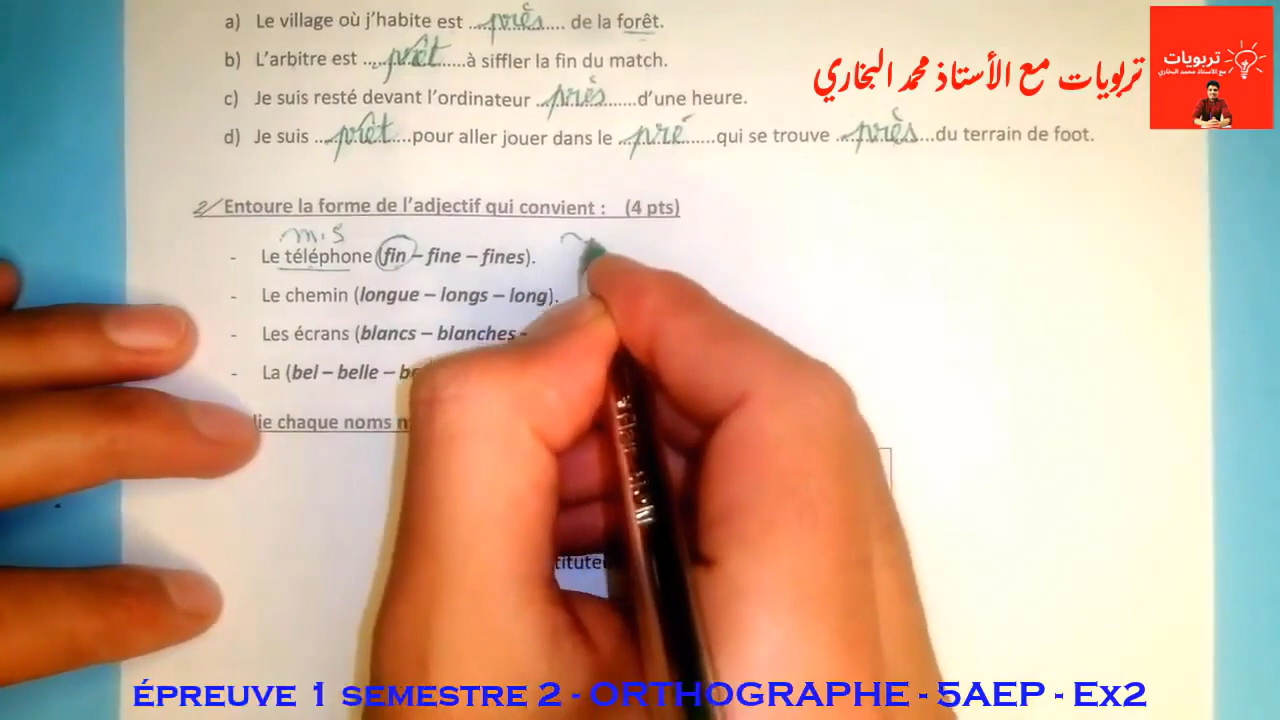 a) Le village où j'habite est ...près... de la forêt.
b) L'arbitre est ...prêt...à siffler la fin du match.
c) Je suis resté devant l'ordinateur ...près...d'une heure.
d) Je suis ...prêt...pour aller jouer dans le ...pré...qui se trouve ...près...du terrain de foot.
تربويات مع الأستاذ محمد البخاري
تربويات
مع الأستاذ محمد البخاري
2/ Entoure la forme de l'adjectif qui convient : (4 pts)
m.s
- Le téléphone (fin – fine – fines).
- Le chemin (longue – longs – long).
- Les écrans (blancs – blanches -
- La (bel – belle –
lie chaque noms
ÉPREUVE 1 SEMESTRE 2 - ORTHOGRAPHE - 5AEP - EX2